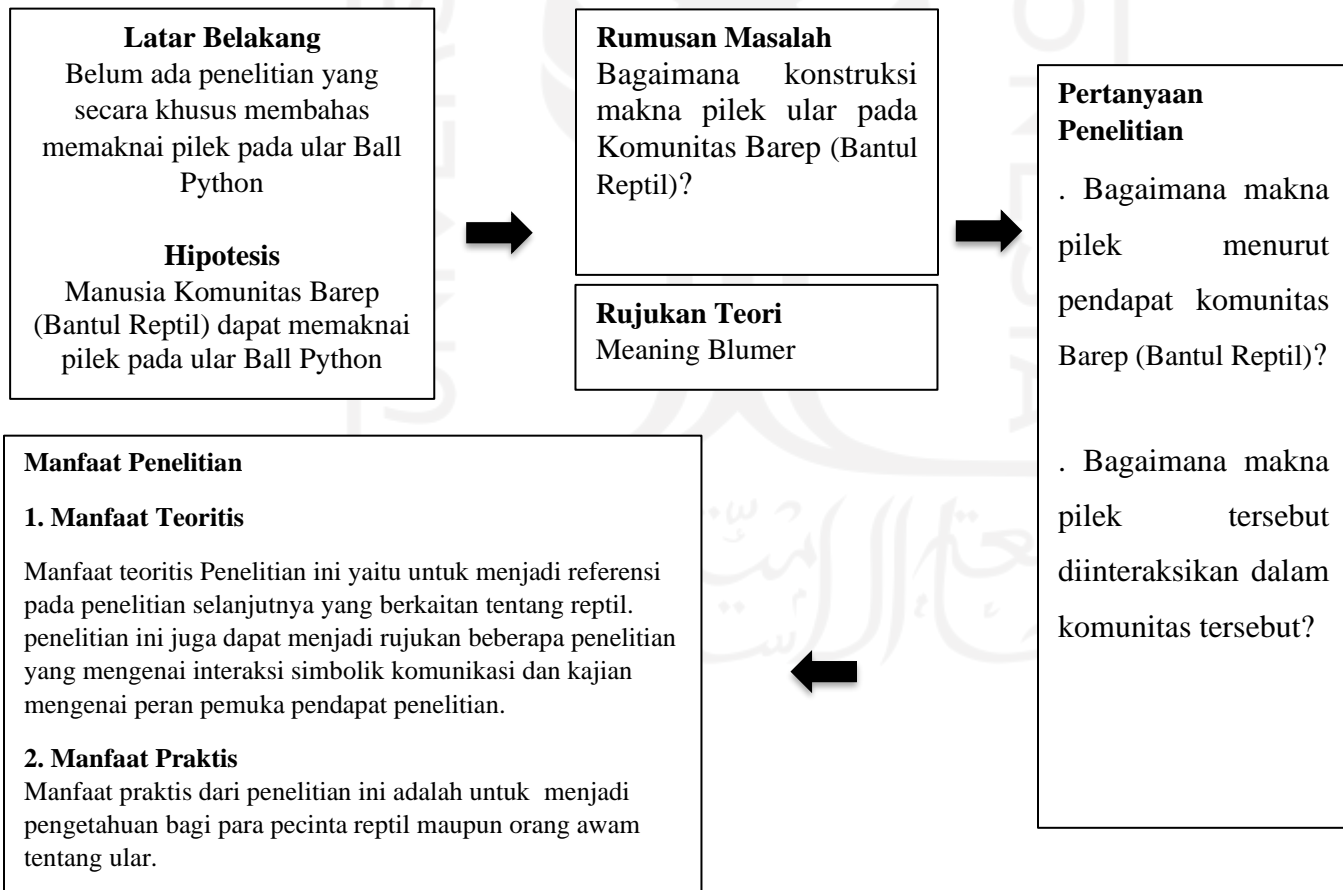 Latar Belakang
Belum ada penelitian yang
secara khusus membahas
memaknai pilek pada ular Ball
Python
Hipotesis
Manusia Komunitas Barep
(Bantul Reptil) dapat memaknai
pilek pada ular Ball Python
Rumusan Masalah
Bagaimana konstruksi
makna pilek ular pada
Komunitas Barep (Bantul
Reptil)?
Rujukan Teori
Meaning Blumer
Pertanyaan
Penelitian
. Bagaimana makna
pilek menurut
pendapat komunitas
Barep (Bantul Reptil)?
. Bagaimana makna
pilek tersebut
diinteraksikan dalam
komunitas tersebut?
Manfaat Penelitian
1. Manfaat Teoritis
Manfaat teoritis Penelitian ini yaitu untuk menjadi referensi
pada penelitian selanjutnya yang berkaitan tentang reptil.
penelitian ini juga dapat menjadi rujukan beberapa penelitian
yang mengenai interaksi simbolik komunikasi dan kajian
mengenai peran pemuka pendapat penelitian.
2. Manfaat Praktis
Manfaat praktis dari penelitian ini adalah untuk menjadi
pengetahuan bagi para pecinta reptil maupun orang awam
tentang ular.